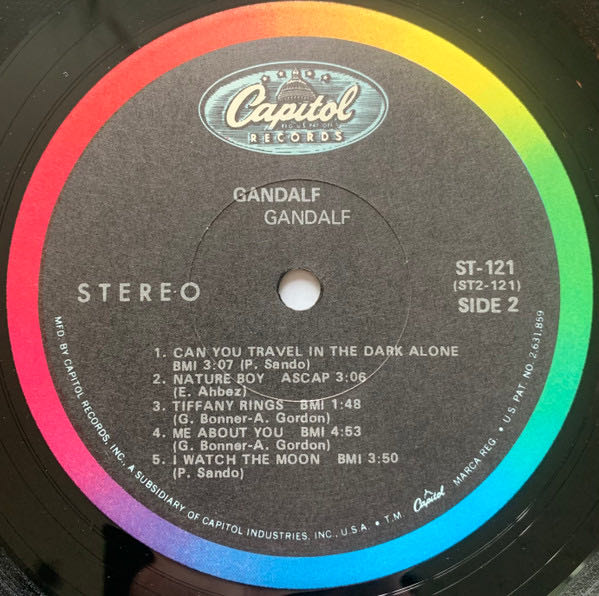 Capitol
REG. U.S. PAT. OFF.
RECORDS
GANDALF
GANDALF
STEREO
ST-121
(ST2-121)
SIDE 2
1. CAN YOU TRAVEL IN THE DARK ALONE
BMI 3:07 (P. Sando)
2. NATURE BOY ASCAP 3:06
(E. Ahbez)
3. TIFFANY RINGS BMI 1:48
(G. Bonner-A. Gordon)
4. ME ABOUT YOU BMI 4:53
(G. Bonner-A. Gordon)
5. I WATCH THE MOON BMI 3:50
(P. Sando)
MFD. BY CAPITOL RECORDS, INC., A SUBSIDIARY OF CAPITOL INDUSTRIES, INC., U.S.A. • T.M. Capitol MARCA REG. • U.S. PAT. NO. 2,631,859